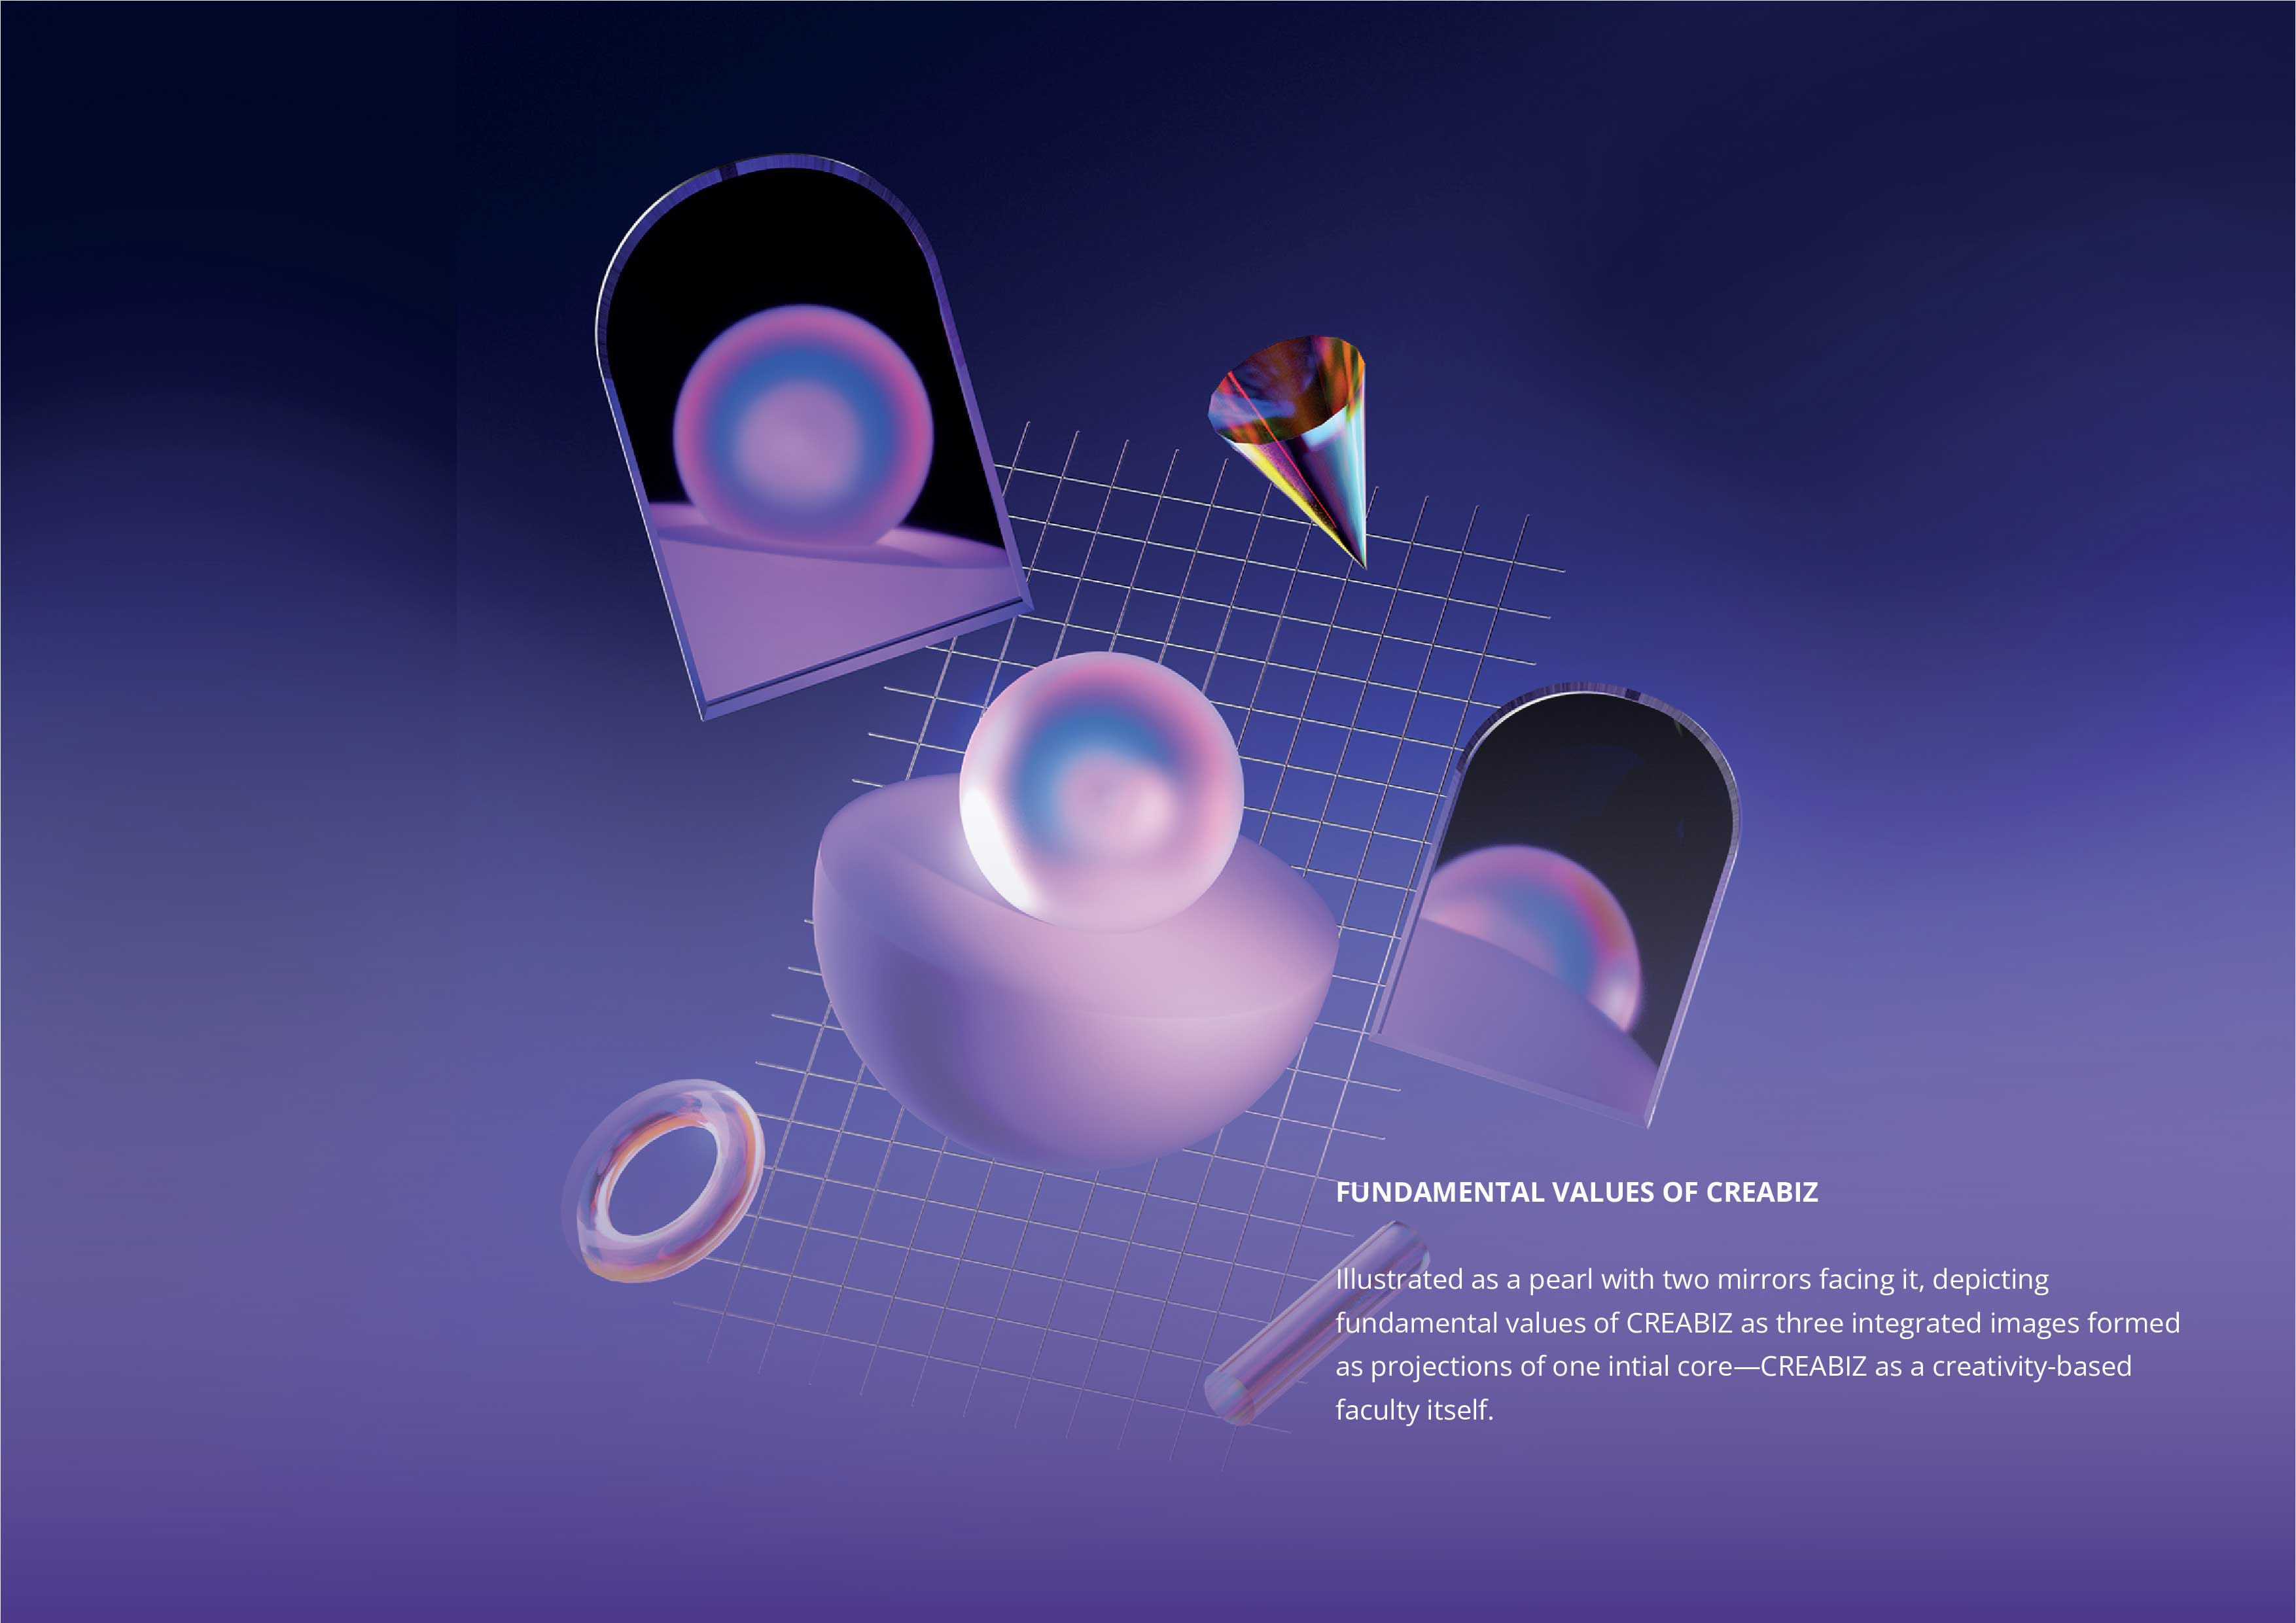 FUNDAMENTAL VALUES OF CREABIZ
Illustrated as a pearl with two mirrors facing it, depicting
fundamental values of CREABIZ as three integrated images formed
as projections of one intial core—CREABIZ as a creativity-based
faculty itself.